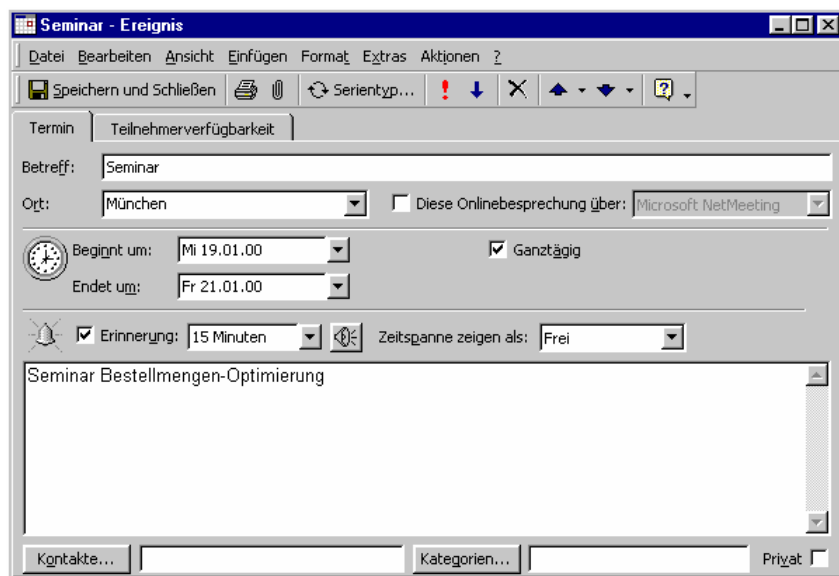 Seminar - Ereignis
Datei Bearbeiten Ansicht Einfügen Format Extras Aktionen ?
Speichern und Schließen Serientyp...
Termin Teilnehmerverfügbarkeit
Betreff: Seminar
Ort: München Diese Onlinebesprechung über: Microsoft NetMeeting
Beginnt um: Mi 19.01.00 Ganztägig
Endet um: Fr 21.01.00
Erinnerung: 15 Minuten Zeitspanne zeigen als: Frei
Seminar Bestellmengen-Optimierung
Kontakte... Kategorien... Privat